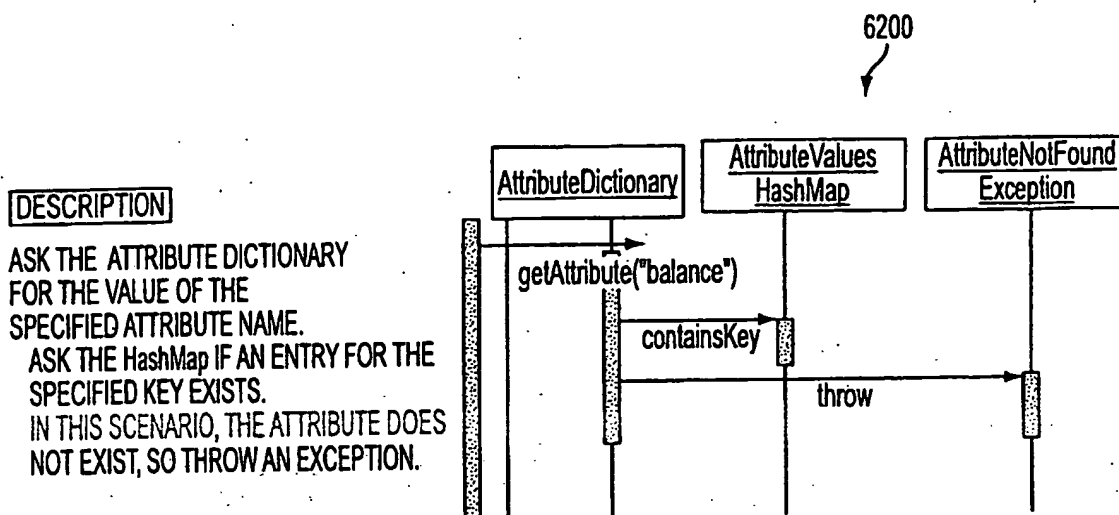 6200
AttributeDictionary
AttributeValues
HashMap
AttributeNotFound
Exception
DESCRIPTION
ASK THE ATTRIBUTE DICTIONARY
FOR THE VALUE OF THE
SPECIFIED ATTRIBUTE NAME.
ASK THE HashMap IF AN ENTRY FOR THE
SPECIFIED KEY EXISTS.
IN THIS SCENARIO, THE ATTRIBUTE DOES
NOT EXIST, SO THROW AN EXCEPTION.
getAttribute("balance")
containsKey
throw